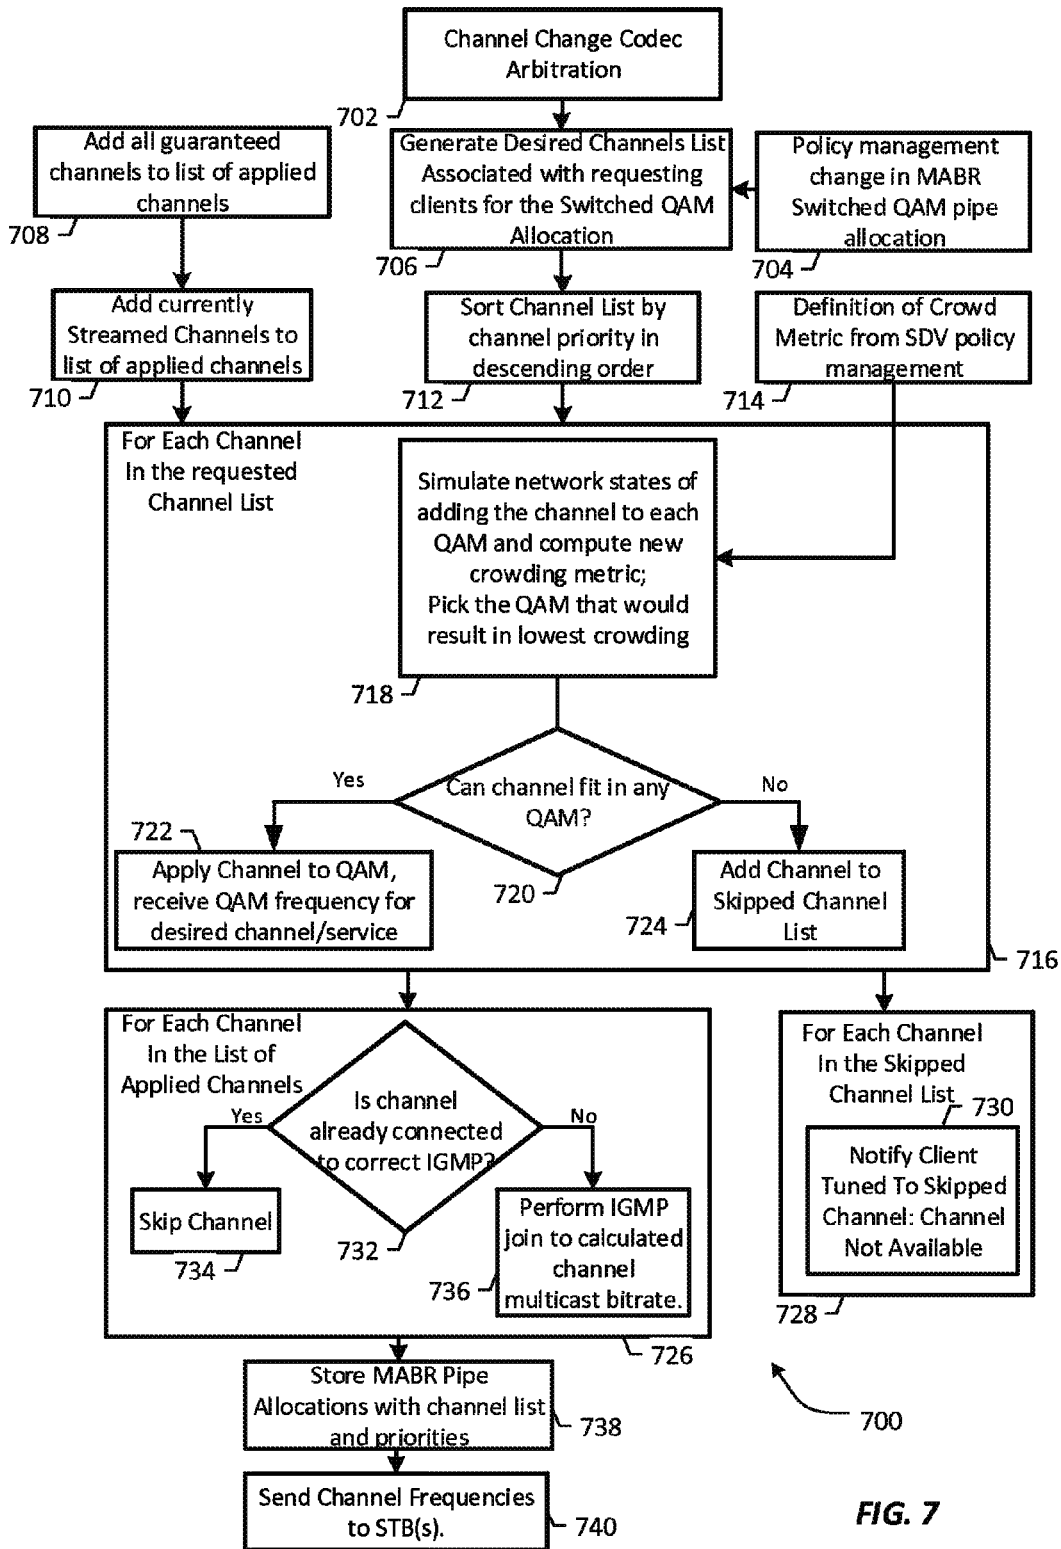 Channel Change Codec
Arbitration
702
Add all guaranteed
channels to list of applied
channels
708
Generate Desired Channels List
Associated with requesting
clients for the Switched QAM
Allocation
706
Policy management
change in MABR
Switched QAM pipe
allocation
704
Add currently
Streamed Channels to
list of applied channels
710
Sort Channel List by
channel priority in
descending order
712
Definition of Crowd
Metric from SDV policy
management
714
For Each Channel
In the requested
Channel List
Simulate network states of
adding the channel to each
QAM and compute new
crowding metric;
Pick the QAM that would
result in lowest crowding
718
Can channel fit in any
QAM?
720
Yes
No
722
Apply Channel to QAM,
receive QAM frequency for
desired channel/service
Add Channel to
Skipped Channel
List
724
716
For Each Channel
In the List of
Applied Channels
Is channel
already connected
to correct IGMP?
732
Yes
No
Skip Channel
734
Perform IGMP
join to calculated
channel
multicast bitrate.
736
726
For Each Channel
In the Skipped
Channel List
730
Notify Client
Tuned To Skipped
Channel: Channel
Not Available
728
Store MABR Pipe
Allocations with channel list
and priorities
738
700
Send Channel Frequencies
to STB(s).
740
FIG. 7